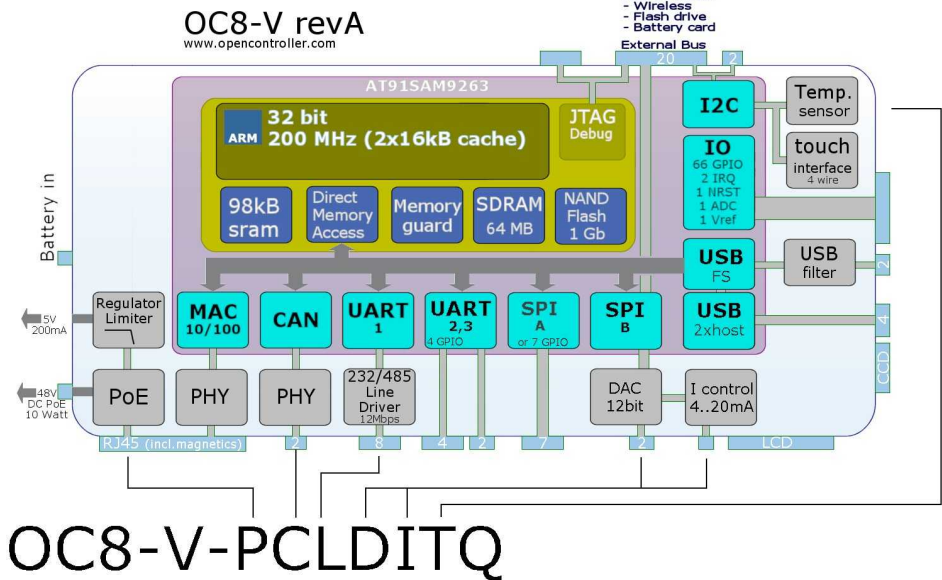 - Wireless
- Flash drive
- Battery card
OC8-V revA
www.opencontroller.com
External Bus
20
2
AT91SAM9263
ARM
32 bit
200 MHz (2x16kB cache)
JTAG
Debug
I2C
Temp.
sensor
touch
interface
4 wire
IO
66 GPIO
2 IRQ
1 NRST
1 ADC
1 Vref
98kB
sram
Direct
Memory
Access
Memory
guard
SDRAM
64 MB
NAND
Flash
1 Gb
Battery in
USB
FS
USB
filter
2
Regulator
Limiter
5V
200mA
MAC
10/100
CAN
UART
1
UART
2,3
4 GPIO
SPI
A
or 7 GPIO
SPI
B
USB
2xhost
4
CCD
48V
DC PoE
10 Watt
PoE
PHY
PHY
232/485
Line
Driver
12Mbps
DAC
12bit
I control
4..20mA
RJ45 (incl.magnetics)
2
8
4
2
7
2
LCD
OC8-V-PCLDITQ